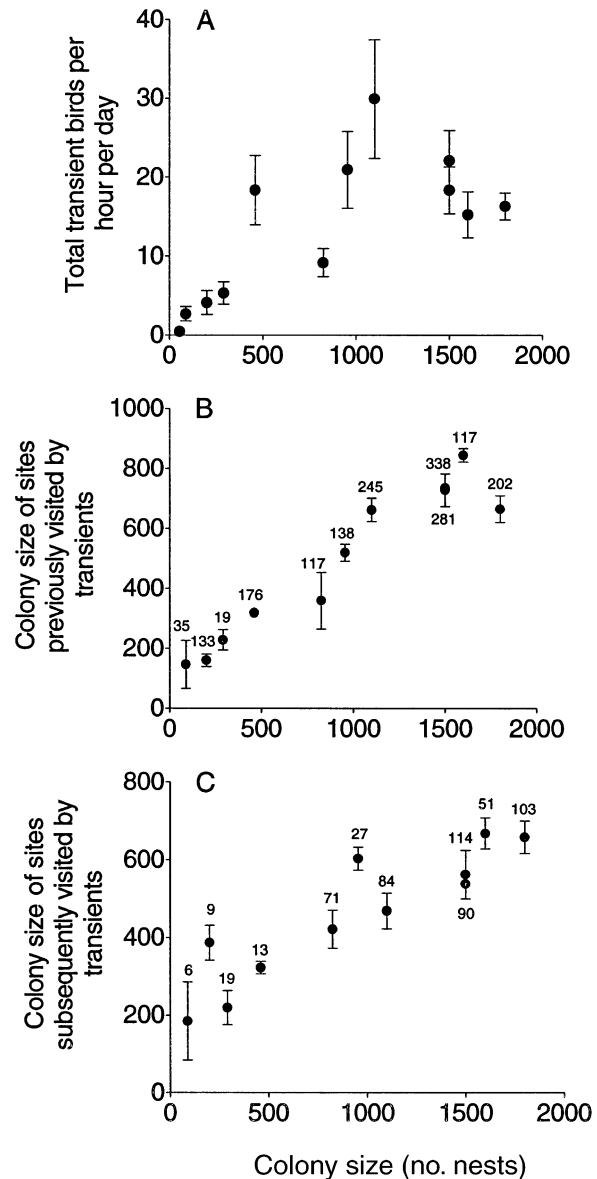 A
Total transient birds per
hour per day
40
30
20
10
0
0 500 1000 1500 2000
B
Colony size of sites
previously visited by
transients
1000
800
600
400
200
0
35 133 19 176 117 138 245 338 281 117 202
0 500 1000 1500 2000
C
Colony size of sites
subsequently visited by
transients
800
600
400
200
0
6 9 19 13 71 27 84 114 90 51 103
0 500 1000 1500 2000
Colony size (no. nests)